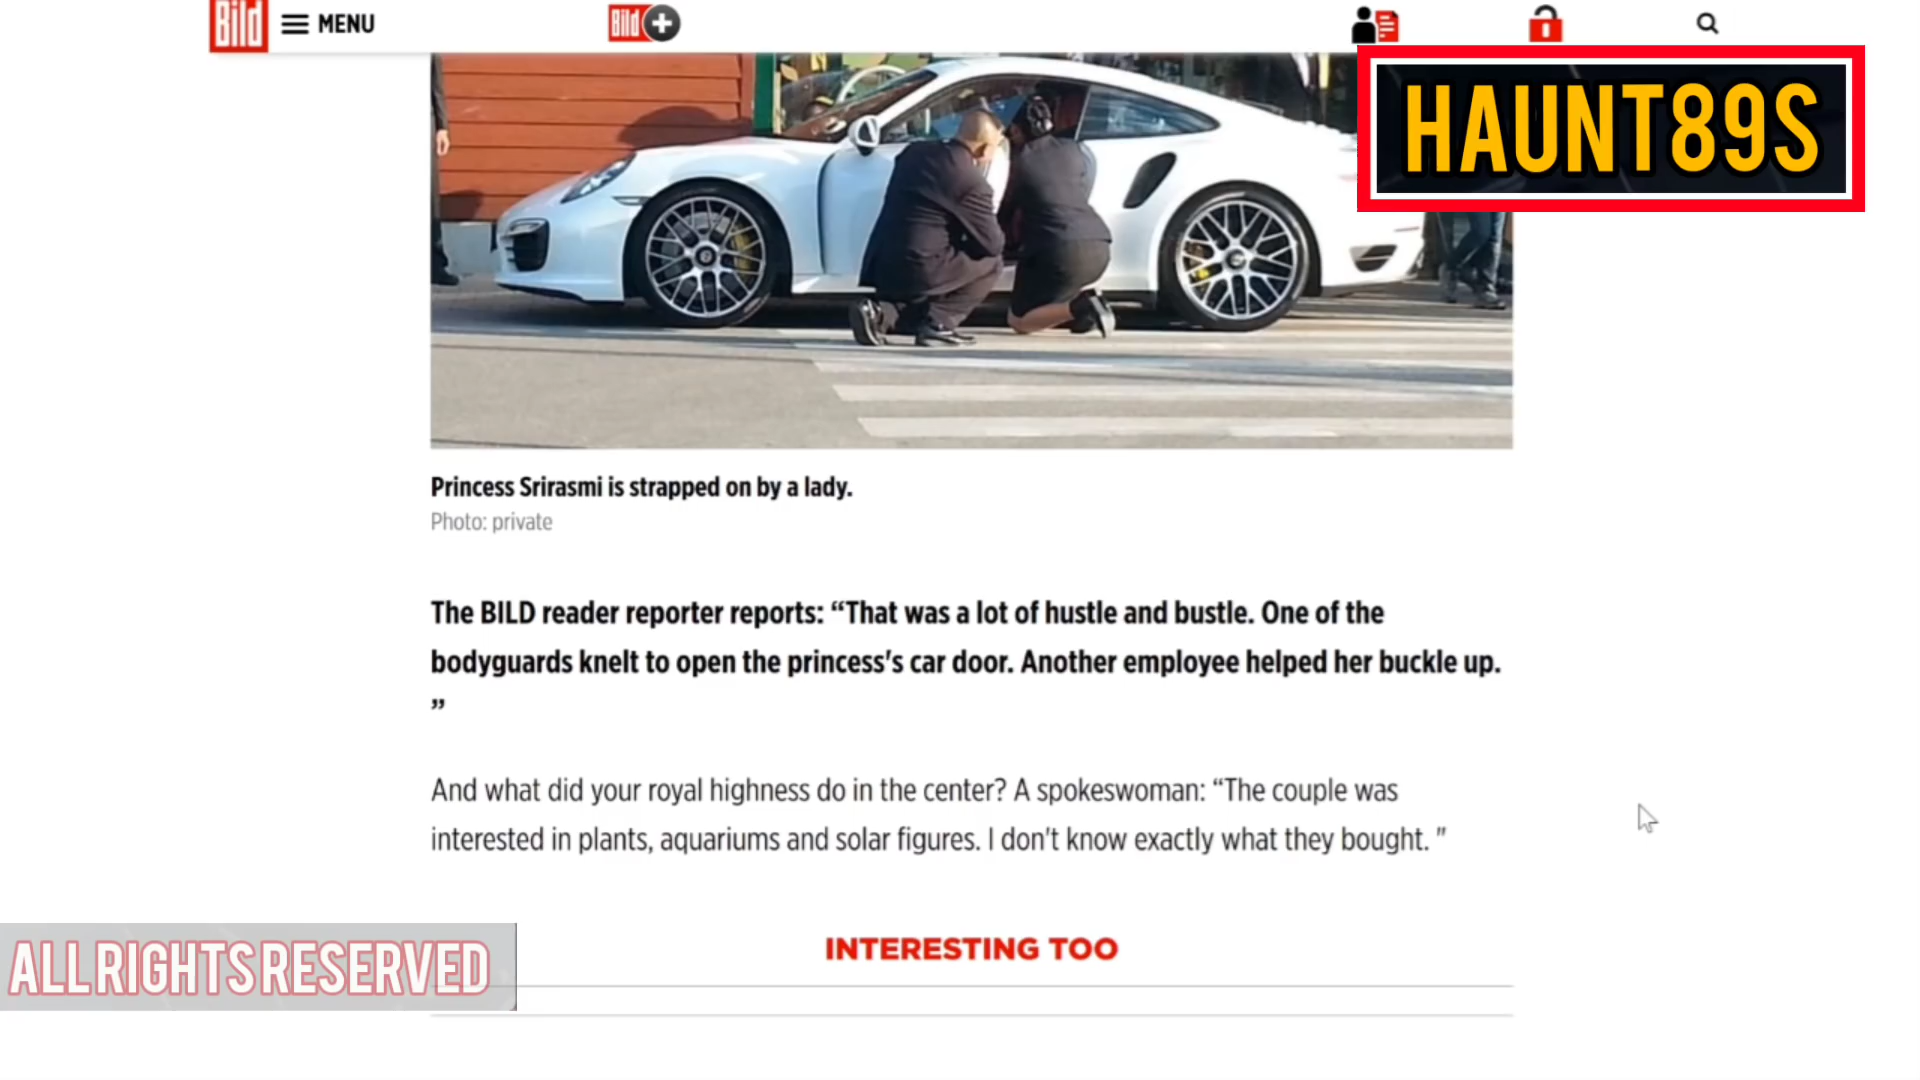 Bild
MENU
Bild
HAUNT89S
Princess Srirasmi is strapped on by a lady.
Photo: private
The BILD reader reporter reports: “That was a lot of hustle and bustle. One of the
bodyguards knelt to open the princess's car door. Another employee helped her buckle up.
”
And what did your royal highness do in the center? A spokeswoman: “The couple was
interested in plants, aquariums and solar figures. I don't know exactly what they bought. "
INTERESTING TOO
ALL RIGHTS RESERVED